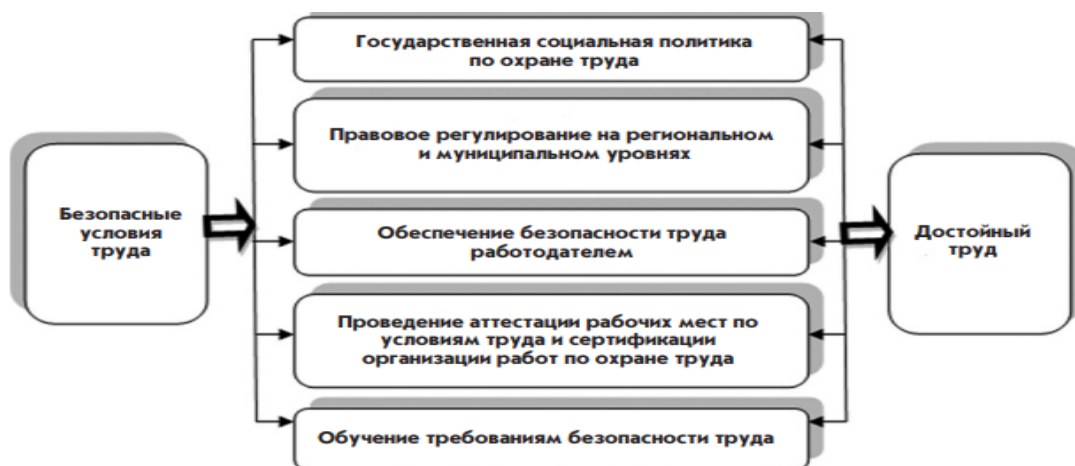 Безопасные
условия
труда
Государственная социальная политика
по охране труда
Правовое регулирование на региональном
и муниципальном уровнях
Обеспечение безопасности труда
работодателем
Проведение аттестации рабочих мест по
условиям труда и сертификации
организации работ по охране труда
Обучение требованиям безопасности труда
Достойный
труд